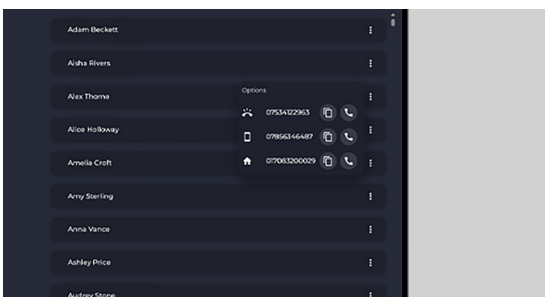 Adam Beckett
Aisha Rivers
Alex Thorne
Options
07534122963
Alice Holloway
07856346487
Amelia Croft
017083200029
Amy Sterling
Anna Vance
Ashley Price
Audrey Stone